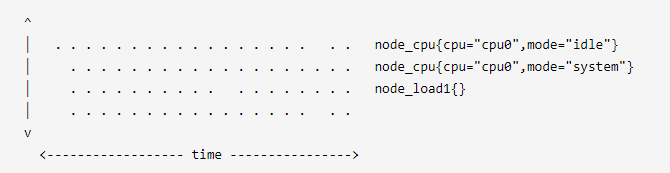 ^
│  . . . . . . . . . . . . . . . . .  . .   node_cpu{cpu="cpu0",mode="idle"}
│    . . . . . . . . . . . . . . . . . . .   node_cpu{cpu="cpu0",mode="system"}
│    . . . . . . . . . .   . . . . . . . .   node_load1{}
│    . . . . . . . . . . . . . . . .   . .
v
<------------------ time ---------------->